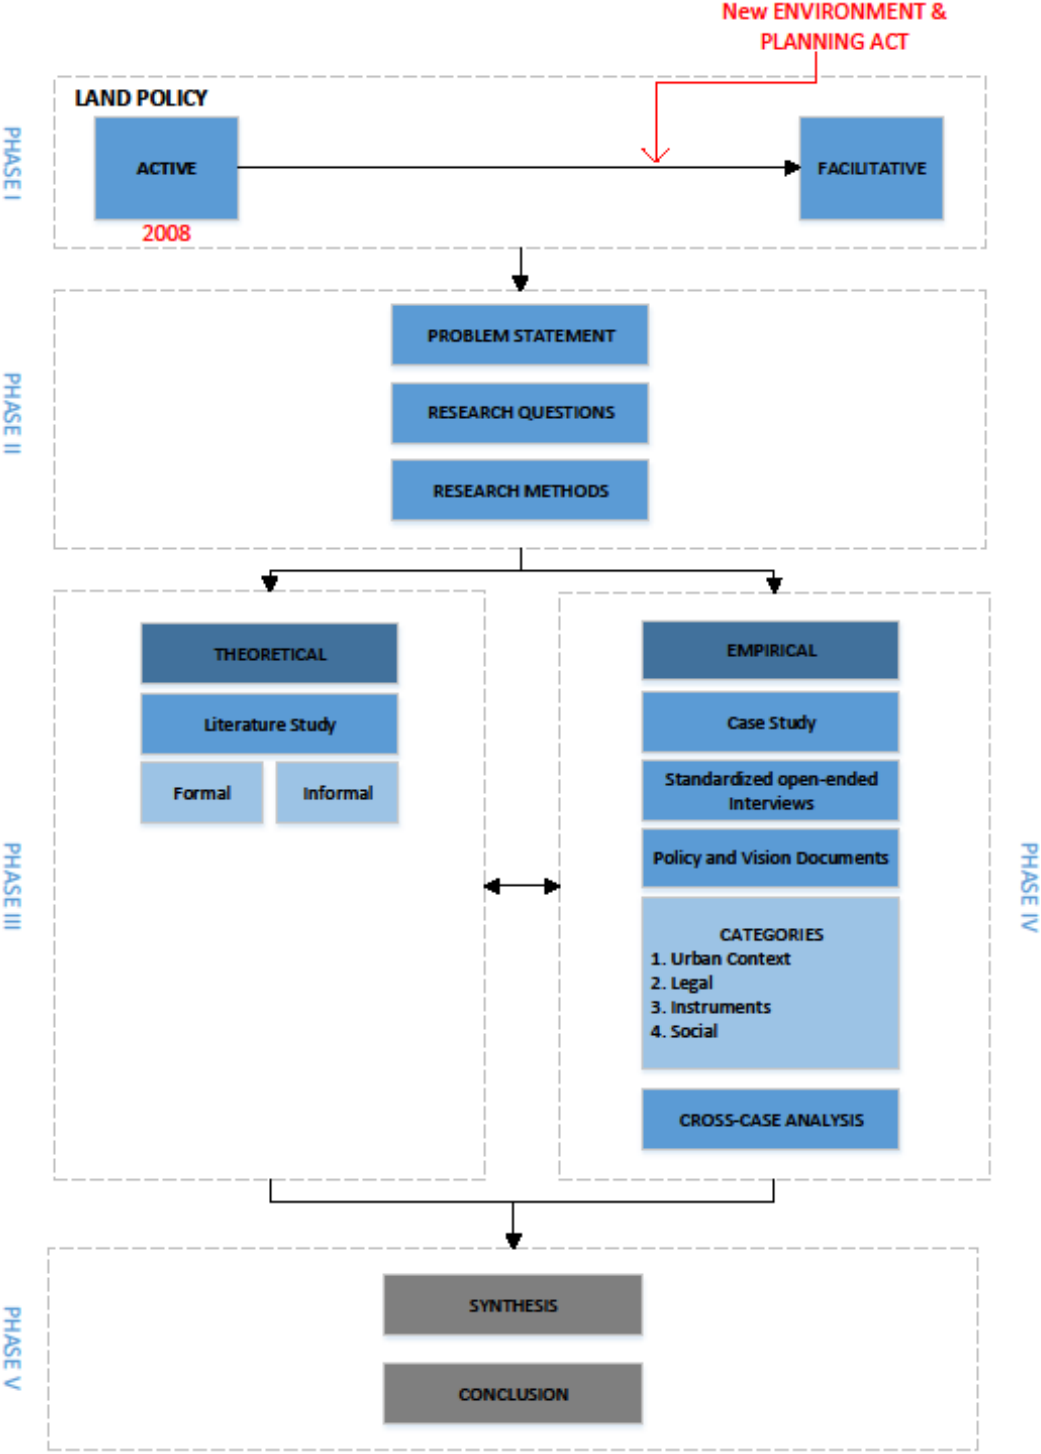 New ENVIRONMENT &
PLANNING ACT
PHASE I
LAND POLICY
ACTIVE
FACILITATIVE
2008
PHASE II
PROBLEM STATEMENT
RESEARCH QUESTIONS
RESEARCH METHODS
PHASE III
THEORETICAL
Literature Study
Formal
Informal
PHASE IV
EMPIRICAL
Case Study
Standardized open-ended
Interviews
Policy and Vision Documents
CATEGORIES
1. Urban Context
2. Legal
3. Instruments
4. Social
CROSS-CASE ANALYSIS
PHASE V
SYNTHESIS
CONCLUSION